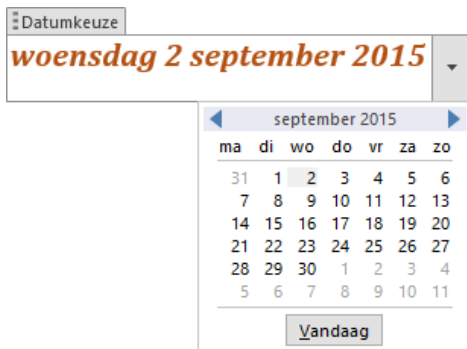 Datumkeuze
woensdag 2 september 2015
september 2015
ma di wo do vr za zo
31 1 2 3 4 5 6
7 8 9 10 11 12 13
14 15 16 17 18 19 20
21 22 23 24 25 26 27
28 29 30 1 2 3 4
5 6 7 8 9 10 11
Vandaag